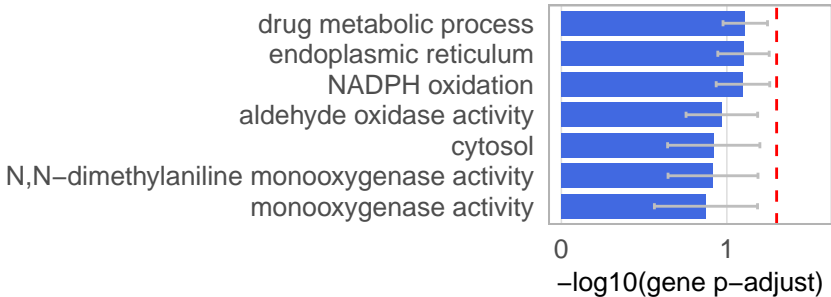 drug metabolic process
endoplasmic reticulum
NADPH oxidation
aldehyde oxidase activity
cytosol
N,N−dimethylaniline monooxygenase activity
monooxygenase activity
0 1
−log10(gene p−adjust)